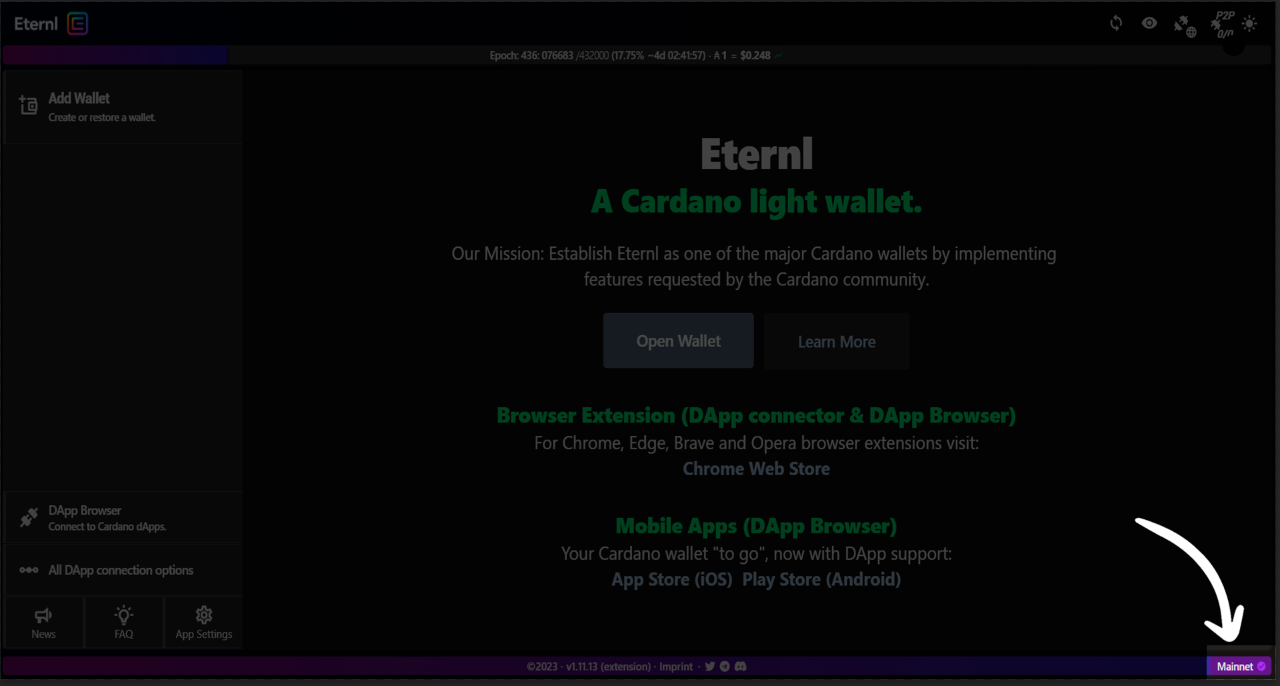 Eternl
P2P
0/0
Epoch: 436: 076683 /432000 (17.75% ~4d 02:41:57) · ₳ 1 = $0.248
Add Wallet
Create or restore a wallet.
Eternl
A Cardano light wallet.
Our Mission: Establish Eternl as one of the major Cardano wallets by implementing
features requested by the Cardano community.
Open Wallet
Learn More
Browser Extension (DApp connector & DApp Browser)
For Chrome, Edge, Brave and Opera browser extensions visit:
Chrome Web Store
DApp Browser
Connect to Cardano dApps.
Mobile Apps (DApp Browser)
Your Cardano wallet "to go", now with DApp support:
App Store (iOS) Play Store (Android)
All DApp connection options
News
FAQ
App Settings
©2023 · v1.11.13 (extension) · Imprint ·
Mainnet